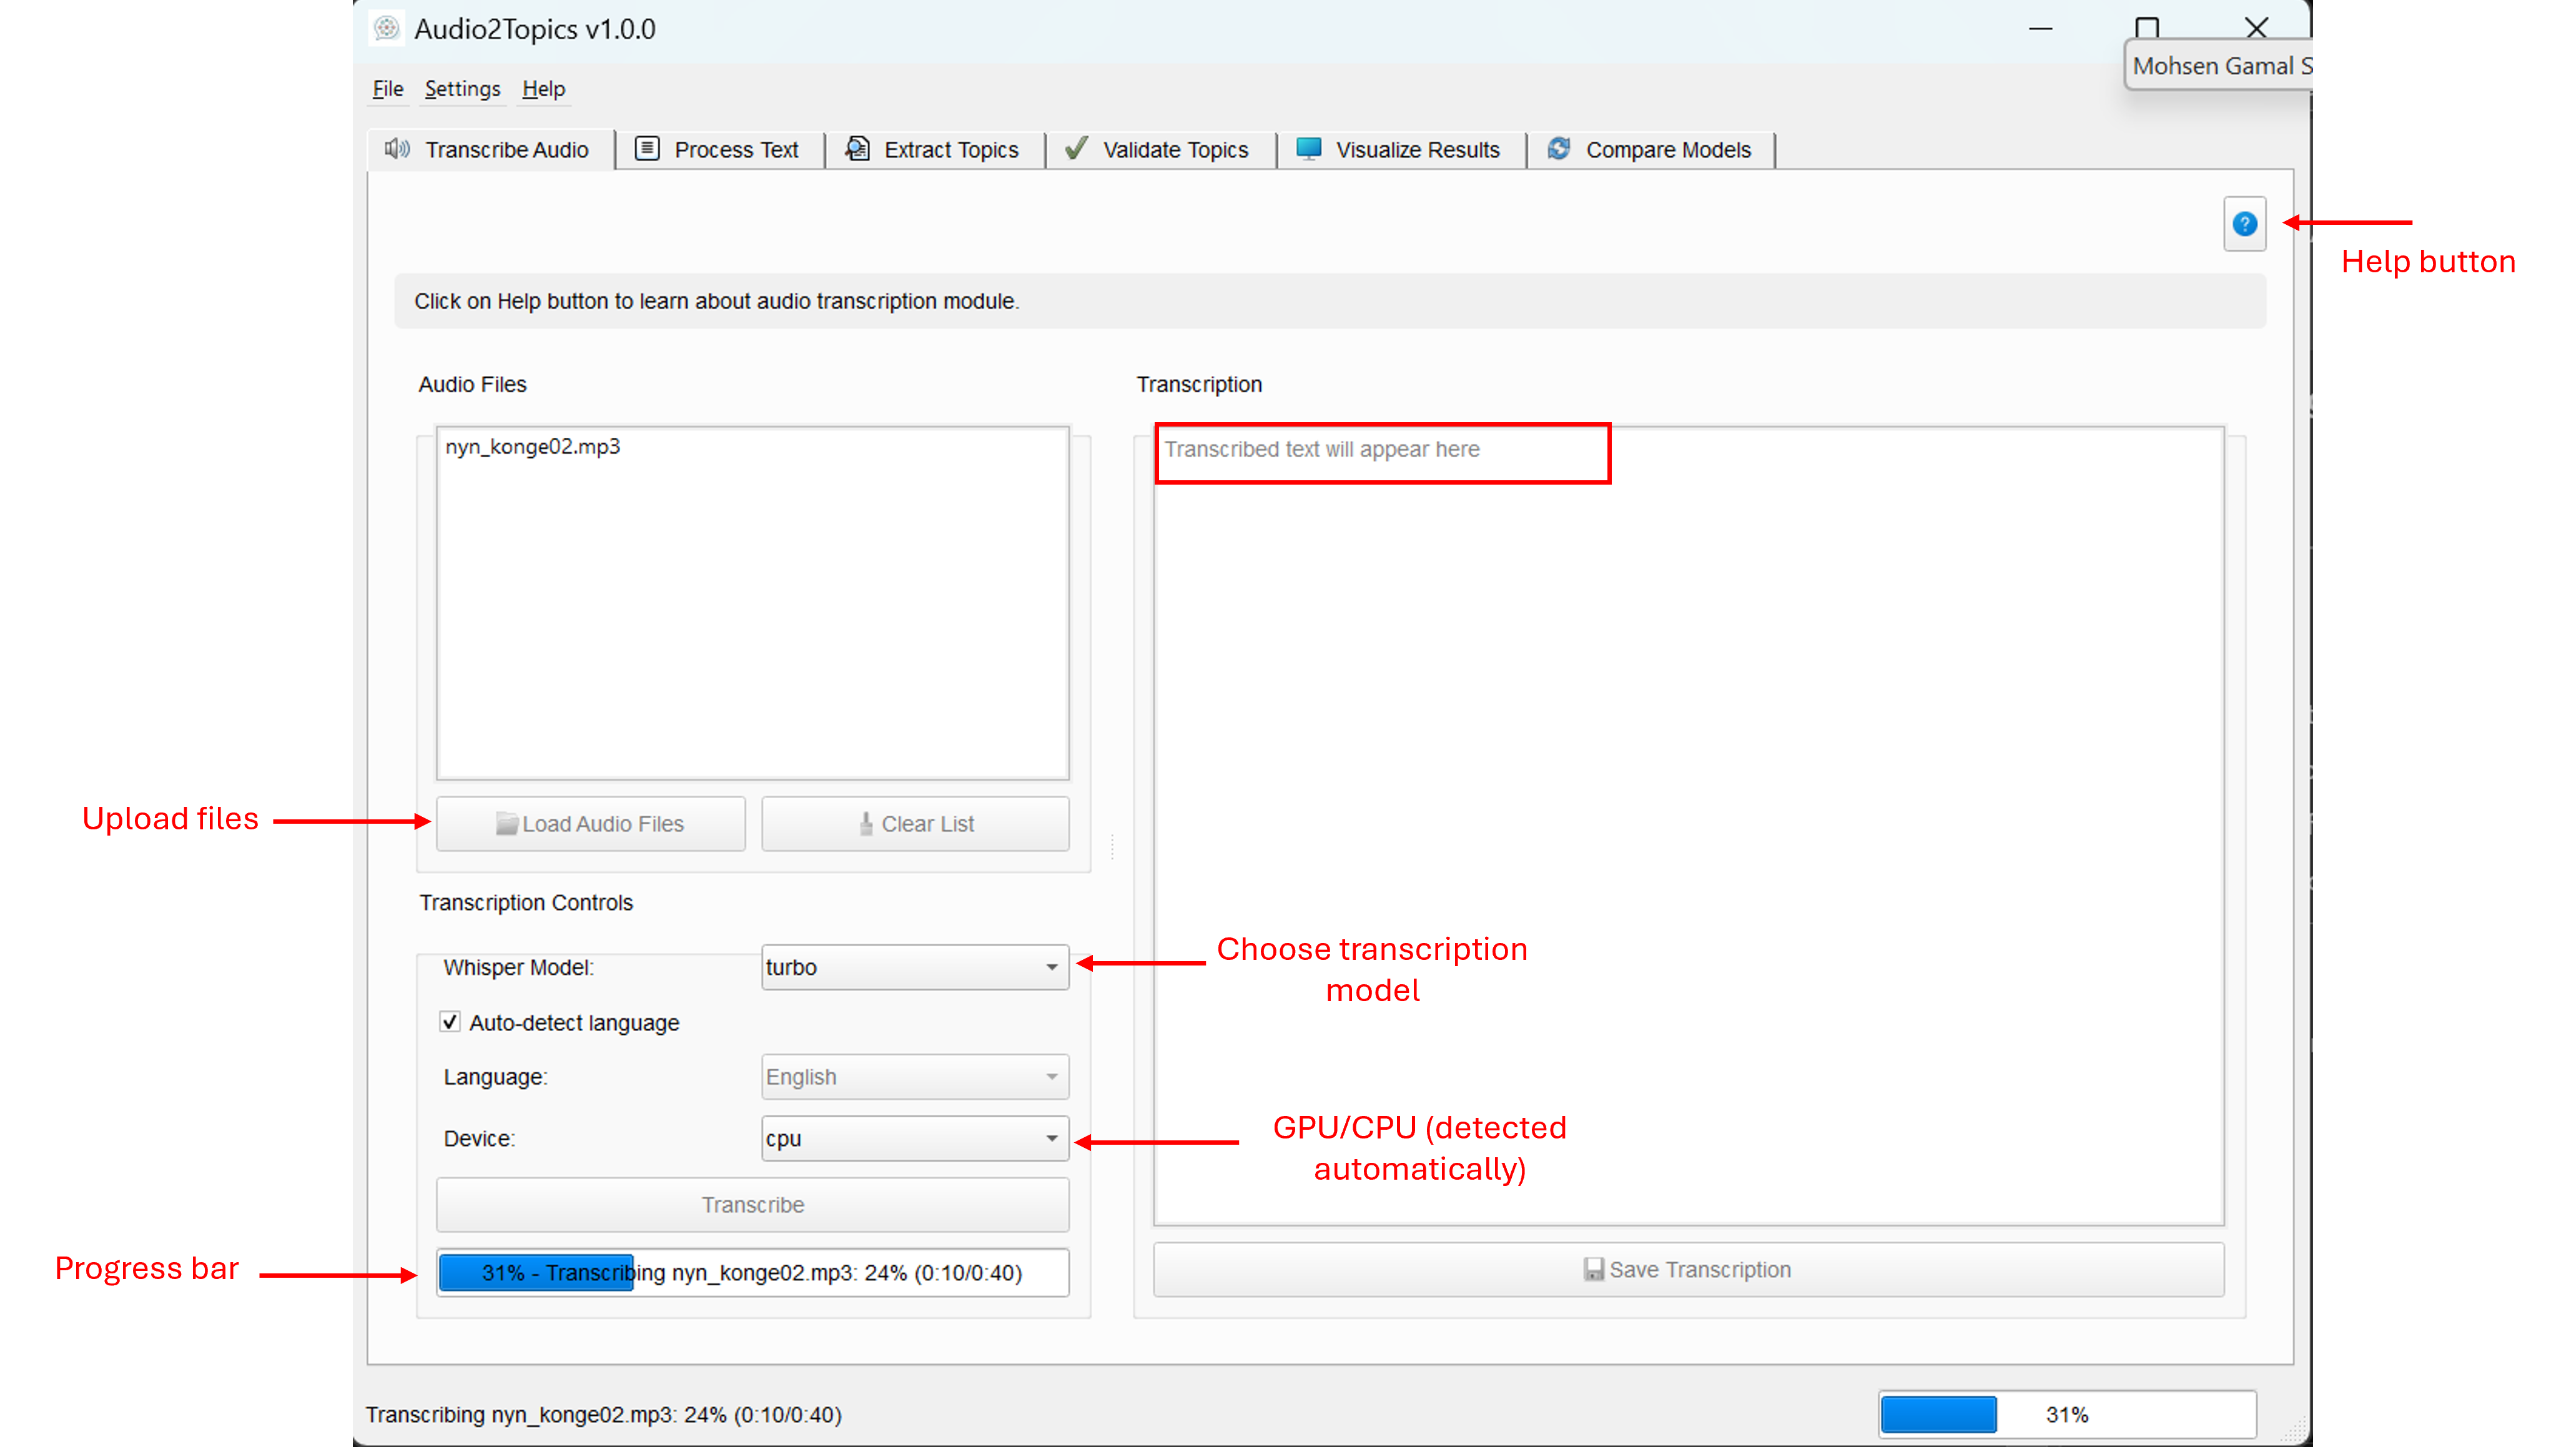 Audio2Topics v1.0.0
Mohsen Gamal S
File Settings Help
Transcribe Audio Process Text Extract Topics Validate Topics Visualize Results Compare Models
Help button
Click on Help button to learn about audio transcription module.
Audio Files
nyn_konge02.mp3
Upload files
Load Audio Files Clear List
Transcription Controls
Whisper Model: turbo
Auto-detect language
Language: English
Device: cpu
Transcribe
Progress bar
31% - Transcribing nyn_konge02.mp3: 24% (0:10/0:40)
Transcription
Transcribed text will appear here
Choose transcription
model
GPU/CPU (detected
automatically)
Save Transcription
Transcribing nyn_konge02.mp3: 24% (0:10/0:40)
31%